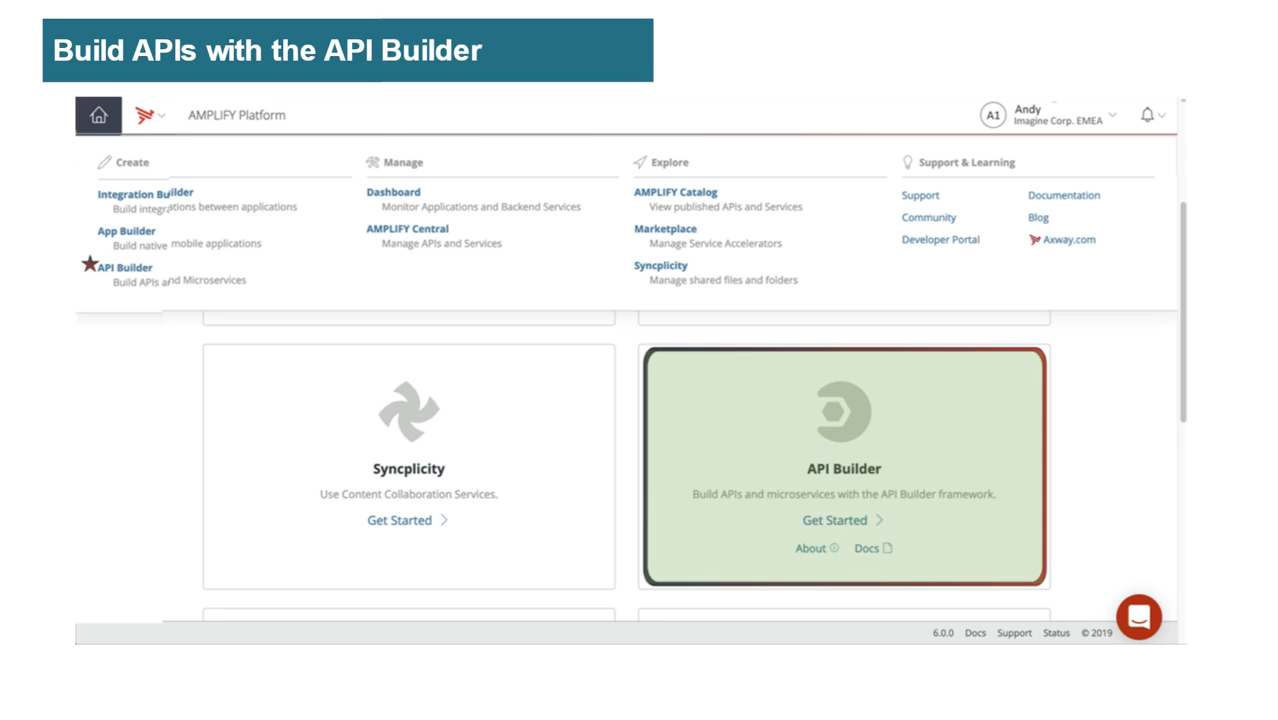 Build APIs with the API Builder
AMPLIFY Platform
A1
Andy
Imagine Corp. EMEA
Create
Integration Builder
Build integrations between applications
App Builder
Build native mobile applications
API Builder
Build APIs and Microservices
Manage
Dashboard
Monitor Applications and Backend Services
AMPLIFY Central
Manage APIs and Services
Explore
AMPLIFY Catalog
View published APIs and Services
Marketplace
Manage Service Accelerators
Syncplicity
Manage shared files and folders
Support & Learning
Support
Documentation
Community
Blog
Developer Portal
Axway.com
Syncplicity
Use Content Collaboration Services.
Get Started
API Builder
Build APIs and microservices with the API Builder framework.
Get Started
About
Docs
6.0.0 Docs Support Status © 2019